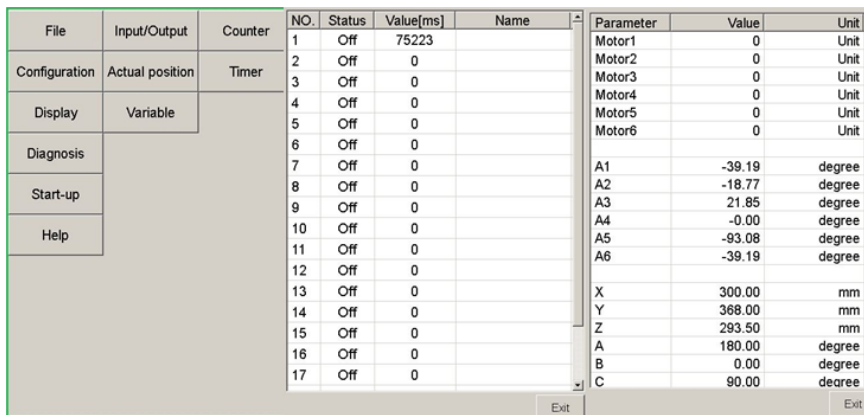 File Input/Output Counter
Configuration Actual position Timer
Display Variable
Diagnosis
Start-up
Help
NO. Status Value[ms] Name
1 Off 75223
2 Off 0
3 Off 0
4 Off 0
5 Off 0
6 Off 0
7 Off 0
8 Off 0
9 Off 0
10 Off 0
11 Off 0
12 Off 0
13 Off 0
14 Off 0
15 Off 0
16 Off 0
17 Off 0
Exit
Parameter Value Unit
Motor1 0 Unit
Motor2 0 Unit
Motor3 0 Unit
Motor4 0 Unit
Motor5 0 Unit
Motor6 0 Unit
A1 -39.19 degree
A2 -18.77 degree
A3 21.85 degree
A4 -0.00 degree
A5 -93.08 degree
A6 -39.19 degree
X 300.00 mm
Y 368.00 mm
Z 293.50 mm
A 180.00 degree
B 0.00 degree
C 90.00 degree
Exit